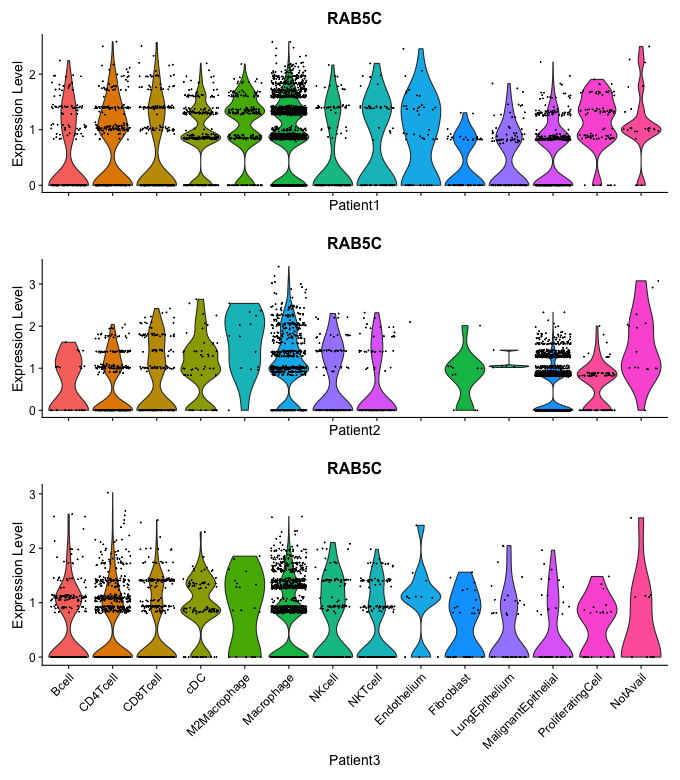 RAB5C
Expression Level
2
1
0
Patient1
RAB5C
Expression Level
3
2
1
0
Patient2
RAB5C
Expression Level
3
2
1
0
Bcell
CD4Tcell
CD8Tcell
cDC
M2Macrophage
Macrophage
NKcell
NKTcell
Endothelium
Fibroblast
LungEpithelium
MalignantEpithelial
ProliferatingCell
NotAvail
Patient3